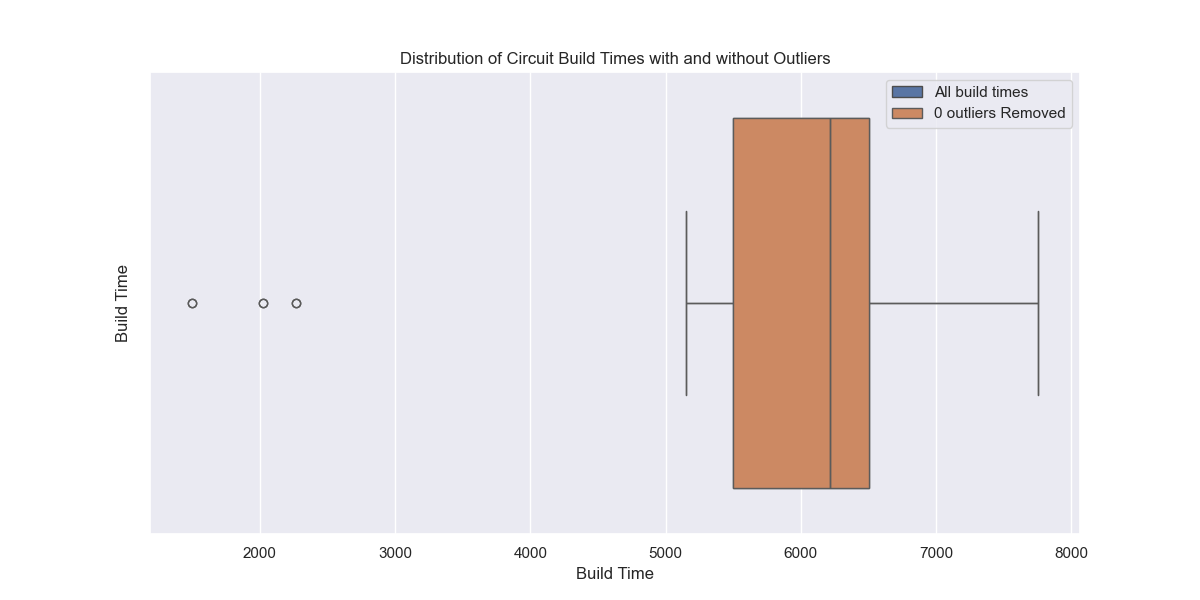 Distribution of Circuit Build Times with and without Outliers
All build times
0 outliers Removed
Build Time
2000 3000 4000 5000 6000 7000 8000
Build Time